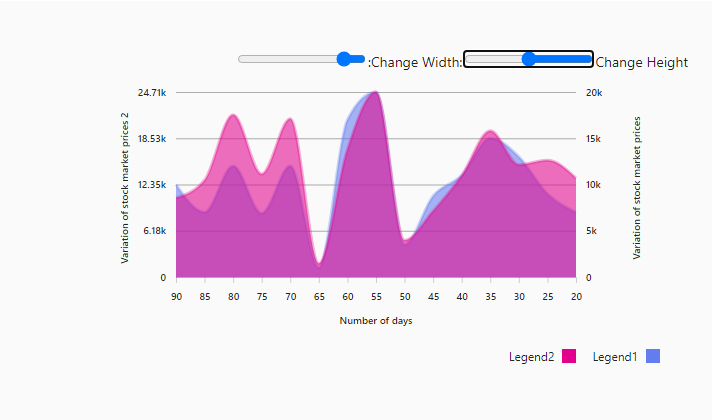 :Change Width: Change Height
24.71k
18.53k
12.35k
6.18k
0
Variation of stock market prices 2
20k
15k
10k
5k
0
Variation of stock market prices
90 85 80 75 70 65 60 55 50 45 40 35 30 25 20
Number of days
Legend2 Legend1